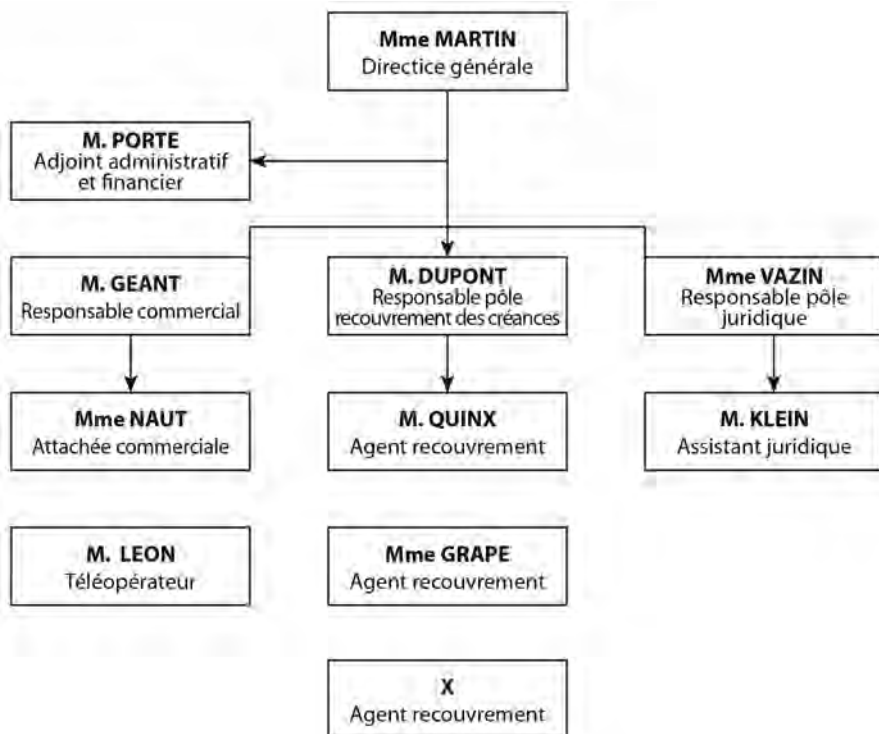 Mme MARTIN
Directice générale
M. PORTE
Adjoint administratif
et financier
M. GEANT
Responsable commercial
M. DUPONT
Responsable pôle
recouvrement des créances
Mme VAZIN
Responsable pôle
juridique
Mme NAUT
Attachée commerciale
M. QUINX
Agent recouvrement
M. KLEIN
Assistant juridique
M. LEON
Téléopérateur
Mme GRAPE
Agent recouvrement
X
Agent recouvrement